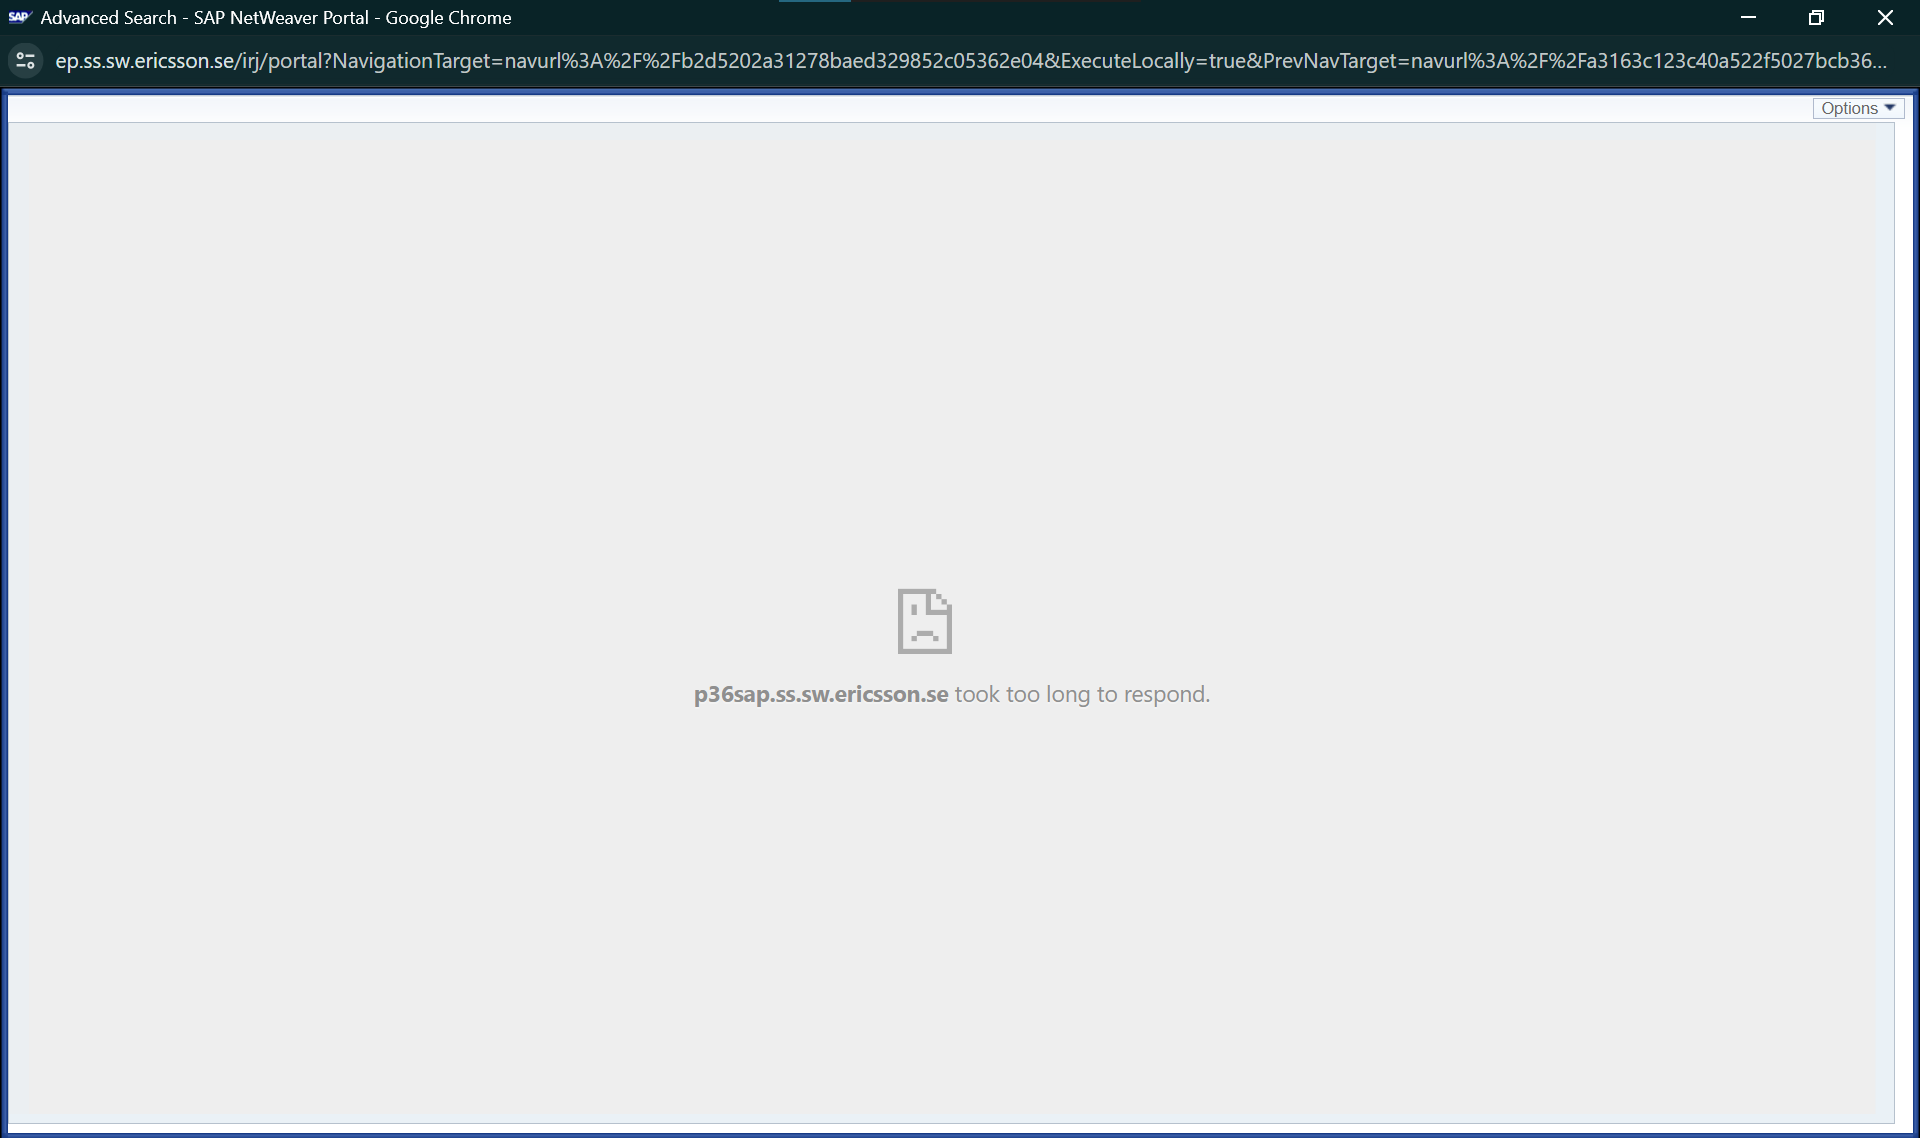 SAP Advanced Search - SAP NetWeaver Portal - Google Chrome
ep.ss.sw.ericsson.se/irj/portal?NavigationTarget=navurl%3A%2F%2Fb2d5202a31278baed329852c05362e04&ExecuteLocally=true&PrevNavTarget=navurl%3A%2F%2Fa3163c123c40a522f5027bcb36...
Options
p36sap.ss.sw.ericsson.se took too long to respond.